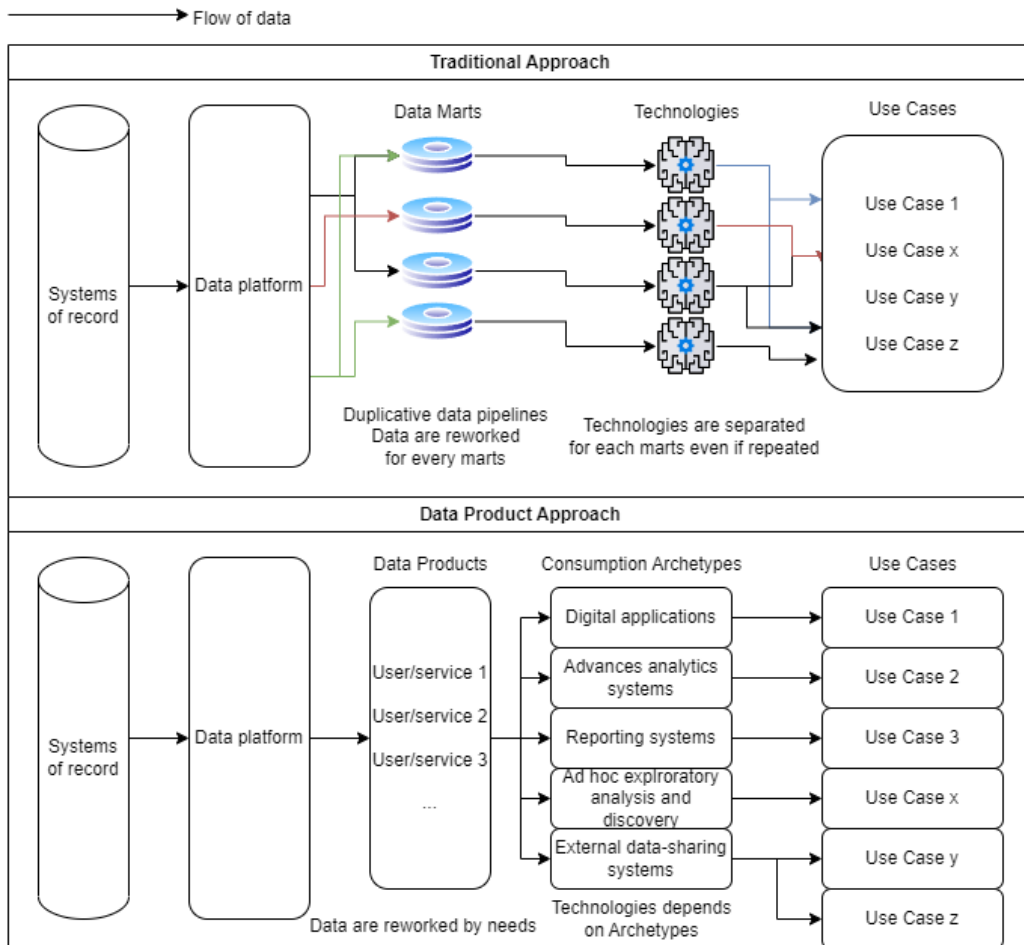 Flow of data
Traditional Approach
Data Marts
Technologies
Use Cases
Systems
of record
Data platform
Use Case 1
Use Case x
Use Case y
Use Case z
Duplicative data pipelines
Data are reworked
for every marts
Technologies are separated
for each marts even if repeated
Data Product Approach
Data Products
Consumption Archetypes
Use Cases
Systems
of record
Data platform
User/service 1
User/service 2
User/service 3
...
Digital applications
Advances analytics
systems
Reporting systems
Ad hoc explroratory
analysis and
discovery
External data-sharing
systems
Use Case 1
Use Case 2
Use Case 3
Use Case x
Use Case y
Use Case z
Data are reworked by needs
Technologies depends
on Archetypes